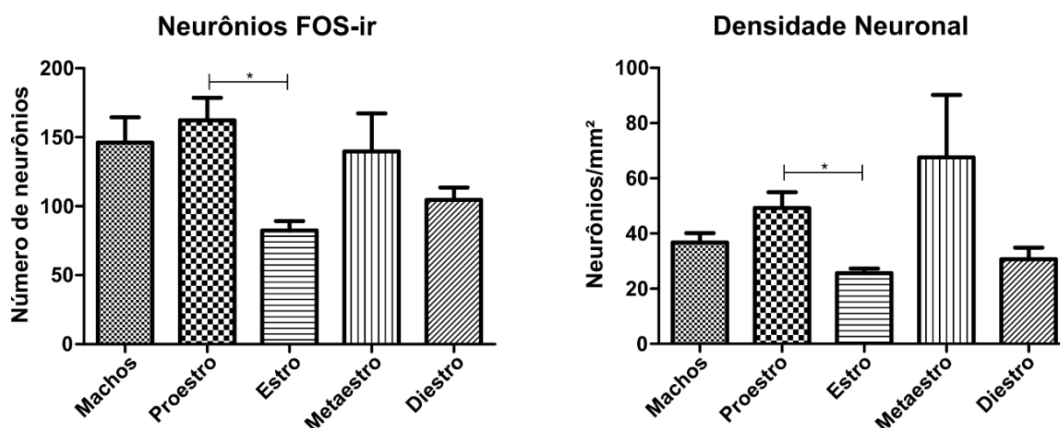 Neurônios FOS-ir
Número de neurônios
200
150
100
50
0
*
Machos
Proestro
Estro
Metaestro
Diestro
Densidade Neuronal
Neurônios/mm²
100
80
60
40
20
0
*
Machos
Proestro
Estro
Metaestro
Diestro